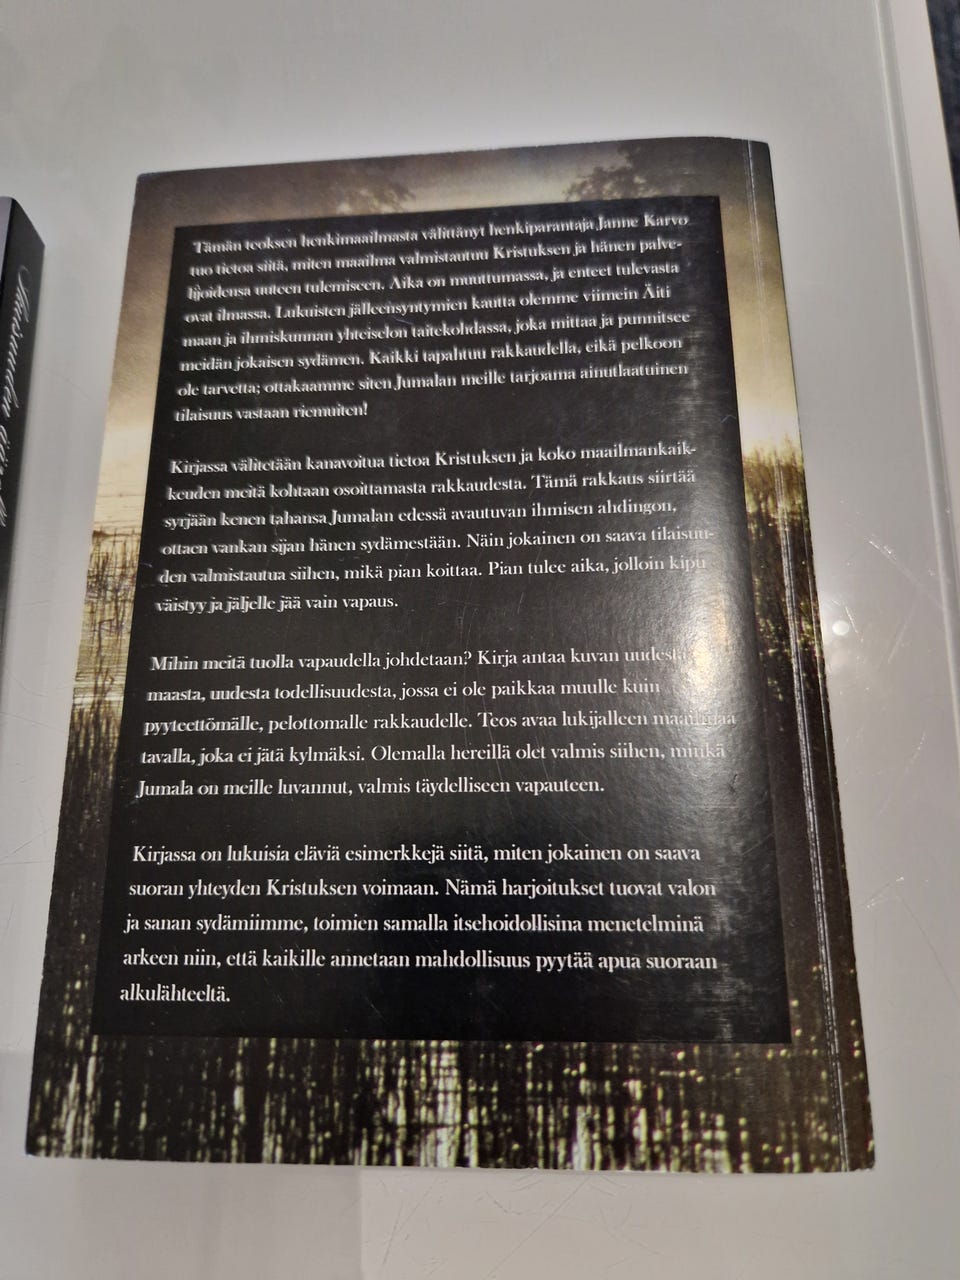 Tämän teoksen henkimaailmasta välittänyt henkiparantaja Janne Karvo
tuo tietoa siitä, miten maailma valmistautuu Kristuksen ja hänen palve-
lijoidensa uuteen tulemiseen. Aika on muuttumassa, ja enteet tulevasta
ovat ilmassa. Lukuisten jälleensyntymien kautta olemme viimein Äiti
maan ja ihmiskunnan yhteiselon taitekohdassa, joka mittaa ja punnitsee
meidän jokaisen sydämen. Kaikki tapahtuu rakkaudella, eikä pelkoon
ole tarvetta; ottakaamme siten Jumalan meille tarjoama ainutlaatuinen
tilaisuus vastaan riemuiten!
Kirjassa välitetään kanavoitua tietoa Kristuksen ja koko maailmankaik-
keuden meitä kohtaan osoittamasta rakkaudesta. Tämä rakkaus siirtää
syrjään kenen tahansa Jumalan edessä avautuvan ihmisen ahdingon,
ottaen vankan sijan hänen sydämestään. Näin jokainen on saava tilaisuu-
den valmistautua siihen, mikä pian koittaa. Pian tulee aika, jolloin kipu
väistyy ja jäljelle jää vain vapaus.
Mihin meitä tuolla vapaudella johdetaan? Kirja antaa kuvan uudesta
maasta, uudesta todellisuudesta, jossa ei ole paikkaa muulle kuin
pyyteettömälle, pelottomalle rakkaudelle. Teos avaa lukijalleen maailmaa
tavalla, joka ei jätä kylmäksi. Olemalla hereillä olet valmis siihen, minkä
Jumala on meille luvannut, valmis täydelliseen vapauteen.
Kirjassa on lukuisia eläviä esimerkkejä siitä, miten jokainen on saava
suoran yhteyden Kristuksen voimaan. Nämä harjoitukset tuovat valon
ja sanan sydämiimme, toimien samalla itsehoidollisina menetelminä
arkeen niin, että kaikille annetaan mahdollisuus pyytää apua suoraan
alkulähteeltä.